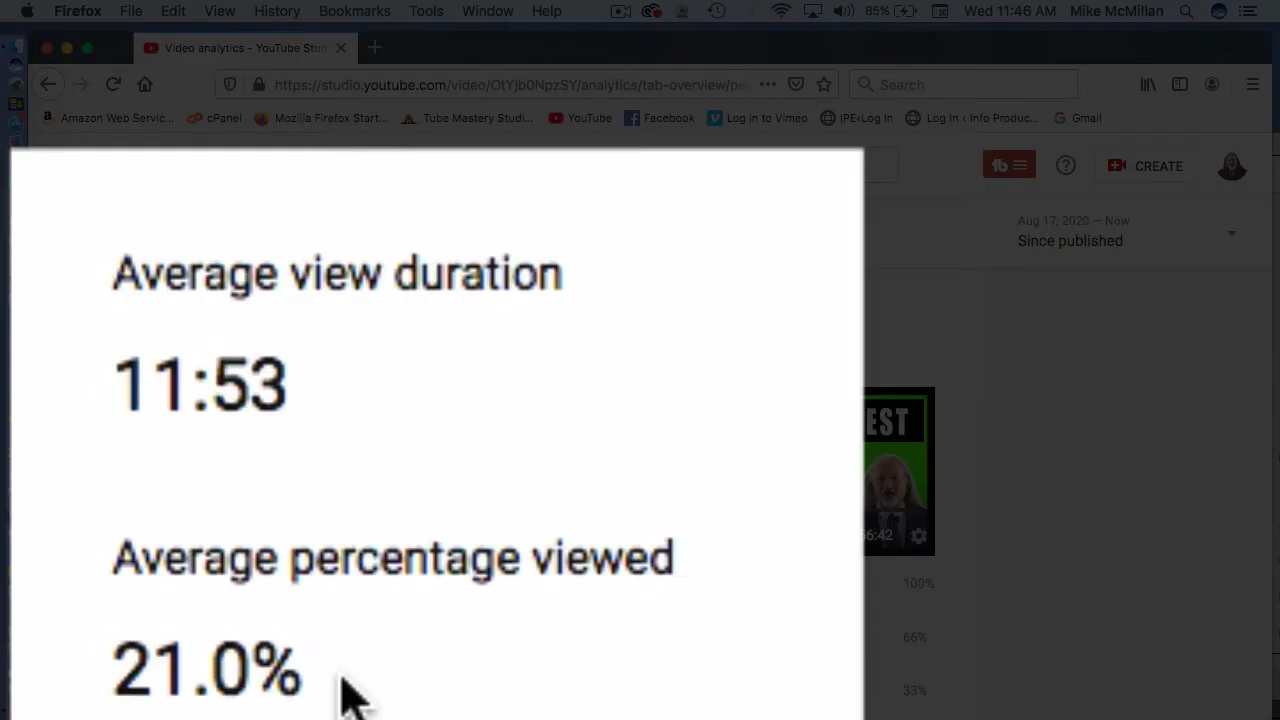 Firefox File Edit View History Bookmarks Tools Window Help 85% Wed 11:46 AM Mike McMillan
Video analytics - YouTube Stu
https://studio.youtube.com/video/OtYjb0NpzSY/analytics/tab-overview/pe Search
Amazon Web Servic... cPanel Mozilla Firefox Start... Tube Mastery Studi... YouTube Facebook Log in to Vimeo IPE‹Log In Log In ‹ Info Produc... Gmail
CREATE
Aug 17, 2020 — Now
Since published
Average view duration
11:53
EST
56:42
Average percentage viewed
100%
66%
21.0%
33%